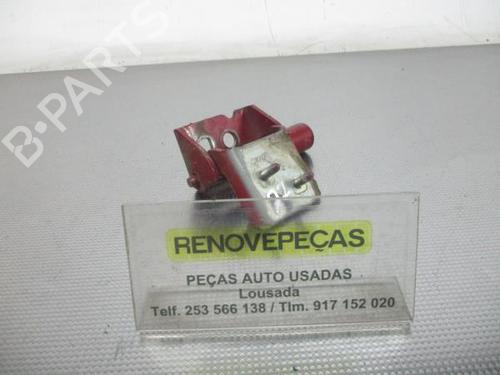 B-PARTS
RENOVEPEÇAS
PEÇAS AUTO USADAS
Lousada
Telf. 253 566 138 / Tlm. 917 152 020